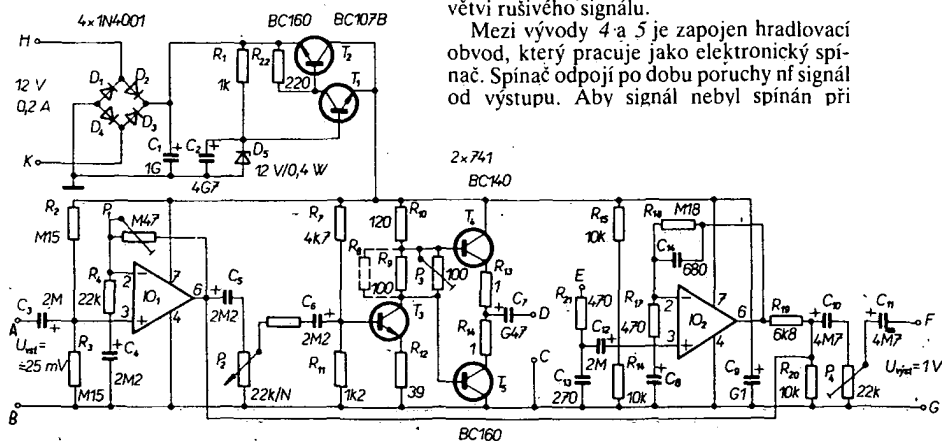 větvi rušivého signálu.
Mezi vývody 4 a 5 je zapojen hradlovací
obvod, který pracuje jako elektronický spí-
nač. Spínač odpojí po dobu poruchy nf signál
od výstupu. Aby signál nebyl spínán při
4×1N4001
BC160
BC107B
H
12 V
0,2 A
K
D1
D2
D4
D3
C1
1G
C2
4G7
R1
1k
R22
220
T2
T1
D5
12 V/0,4 W
2×741
BC140
R2
M15
P1
M47
R4
22k
2
3
IO1
7
6
4
A
C3
2M
Uvst=
=25 mV
R3
M15
C4
2M2
B
C5
2M2
P2
22k/N
C6
2M2
R7
4k7
R11
1k2
R8
100
R9
R10
120
P3
100
T3
R12
39
T4
R13
1
C7
G47
D
R14
1
T5
C
BC160
E
R21
470
C12
2M
C13
270
R15
10k
R14
10k
R18
M18
C14
680
R17
470
C8
2
3
IO2
7
6
4
C9
G1
R19
6k8
R20
10k
C10
4M7
P4
22k
C11
4M7
F
Uvýst=1V
G